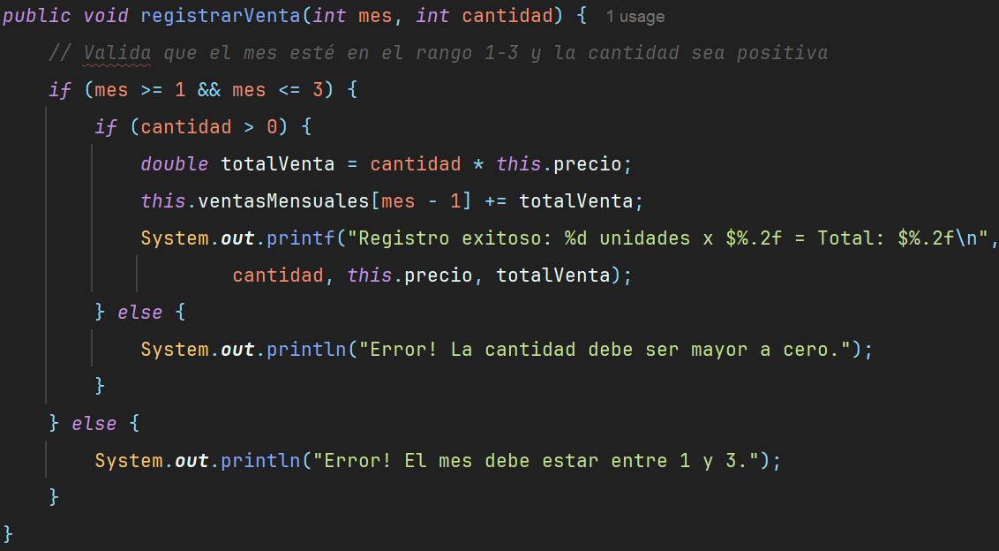 public void registrarVenta(int mes, int cantidad) {  1 usage
    // Valida que el mes esté en el rango 1-3 y la cantidad sea positiva
    if (mes >= 1 && mes <= 3) {
        if (cantidad > 0) {
            double totalVenta = cantidad * this.precio;
            this.ventasMensuales[mes - 1] += totalVenta;
            System.out.printf("Registro exitoso: %d unidades x $%.2f = Total: $%.2f\n",
                    cantidad, this.precio, totalVenta);
        } else {
            System.out.println("Error! La cantidad debe ser mayor a cero.");
        }
    } else {
        System.out.println("Error! El mes debe estar entre 1 y 3.");
    }
}